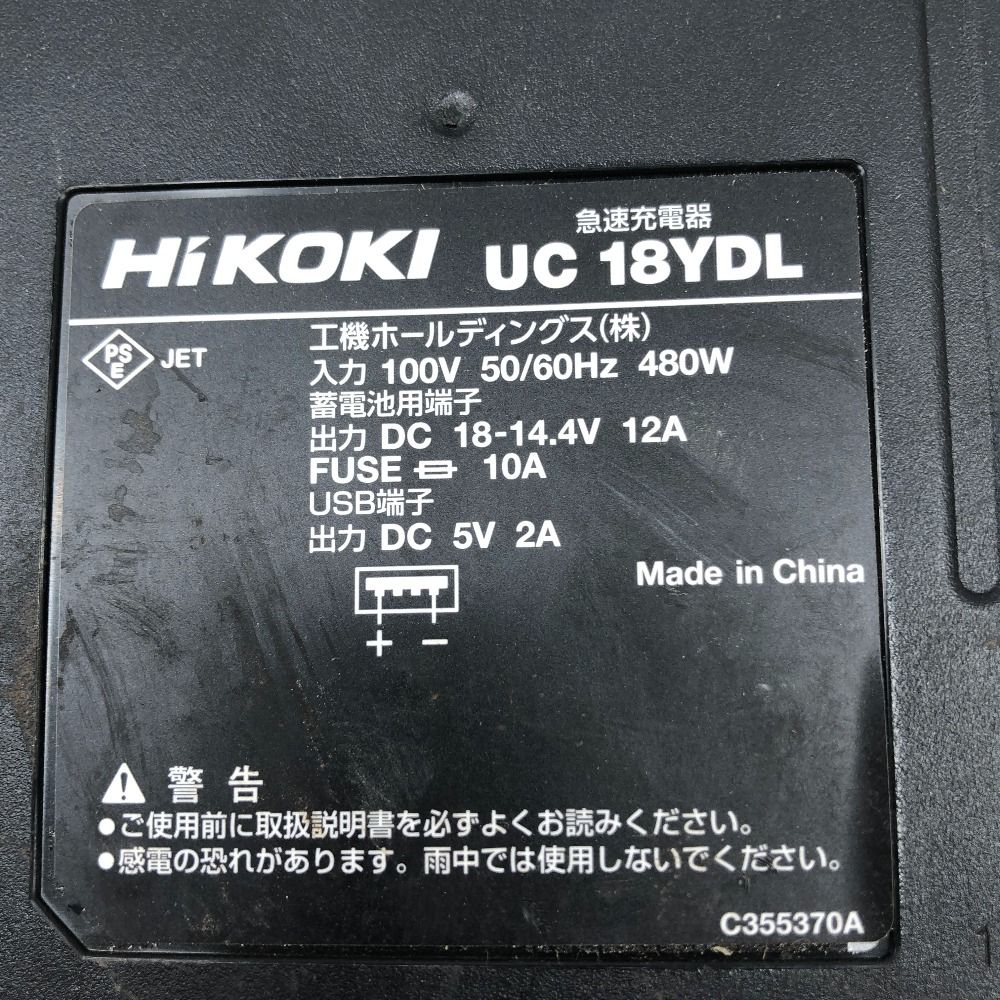 HiKOKI 急速充電器
UC 18YDL
PS
E JET
工機ホールディングス(株)
入力 100V 50/60Hz 480W
蓄電池用端子
出力 DC 18-14.4V 12A
FUSE 10A
USB端子
出力 DC 5V 2A
+ −
Made in China
警告
●ご使用前に取扱説明書を必ずよくお読みください。
●感電の恐れがあります。雨中では使用しないでください。
C355370A
1